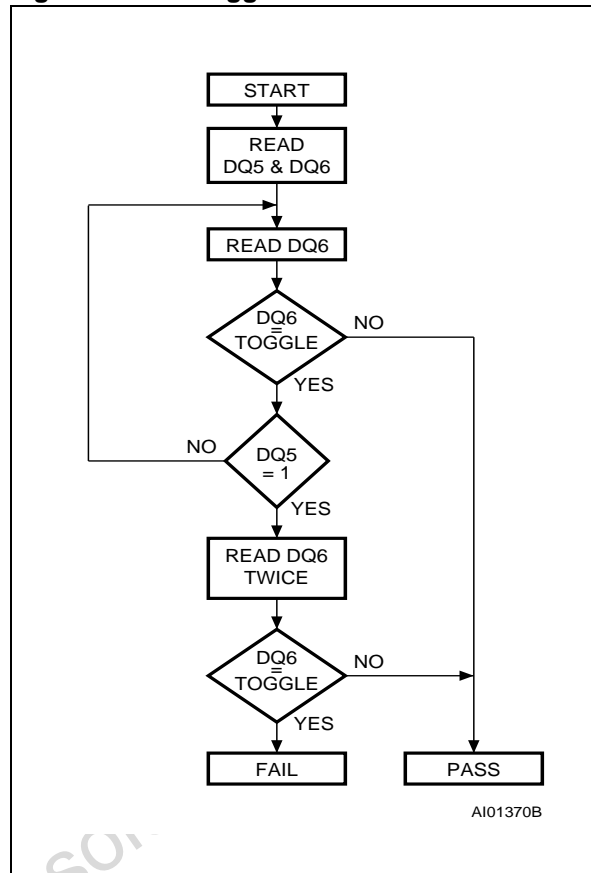 START
READ
DQ5 & DQ6
READ DQ6
DQ6
=
TOGGLE
NO
YES
DQ5
= 1
NO
YES
READ DQ6
TWICE
DQ6
=
TOGGLE
NO
YES
FAIL
PASS
AI01370B